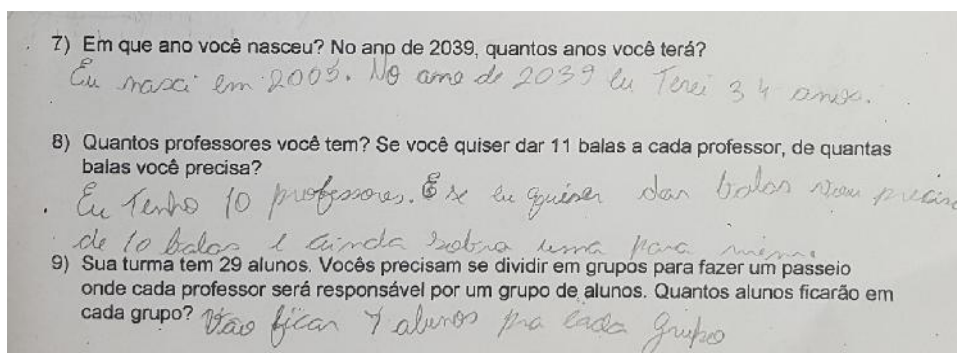 7) Em que ano você nasceu? No ano de 2039, quantos anos você terá?
Eu nasci em 2005. No ano de 2039 eu Terei 34 anos.
8) Quantos professores você tem? Se você quiser dar 11 balas a cada professor, de quantas
balas você precisa?
Eu Tenho 10 professores. E se eu quiser dar balas vou precisa
de 10 balas e ainda sobra uma para mim.
9) Sua turma tem 29 alunos. Vocês precisam se dividir em grupos para fazer um passeio
onde cada professor será responsável por um grupo de alunos. Quantos alunos ficarão em
cada grupo? Vão ficar 7 alunos pra cada grupo